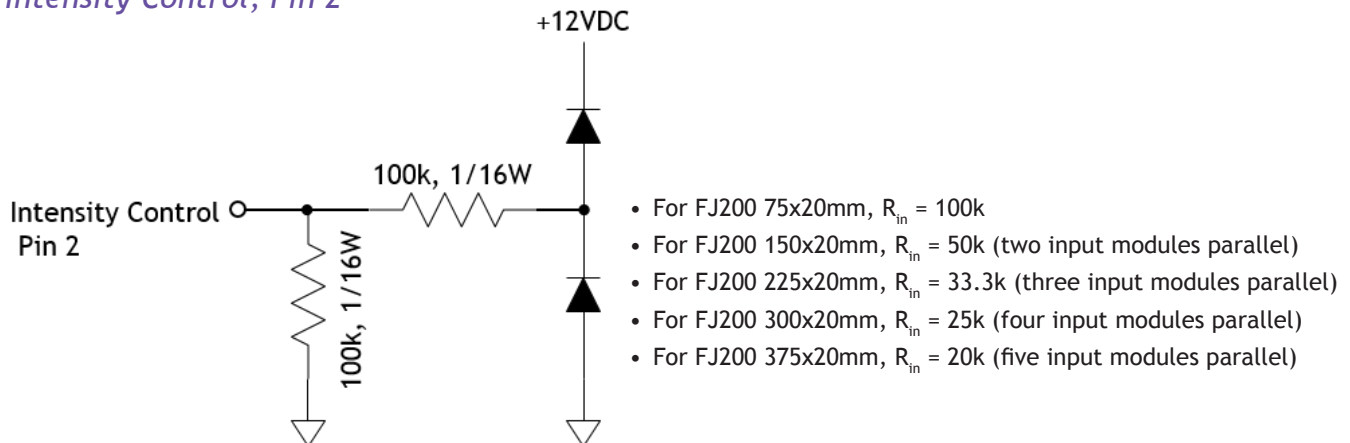 Intensity Control, Pin 2
+12VDC
100k, 1/16W
Intensity Control
Pin 2
100k, 1/16W
• For FJ200 75x20mm, Rin = 100k
• For FJ200 150x20mm, Rin = 50k (two input modules parallel)
• For FJ200 225x20mm, Rin = 33.3k (three input modules parallel)
• For FJ200 300x20mm, Rin = 25k (four input modules parallel)
• For FJ200 375x20mm, Rin = 20k (five input modules parallel)